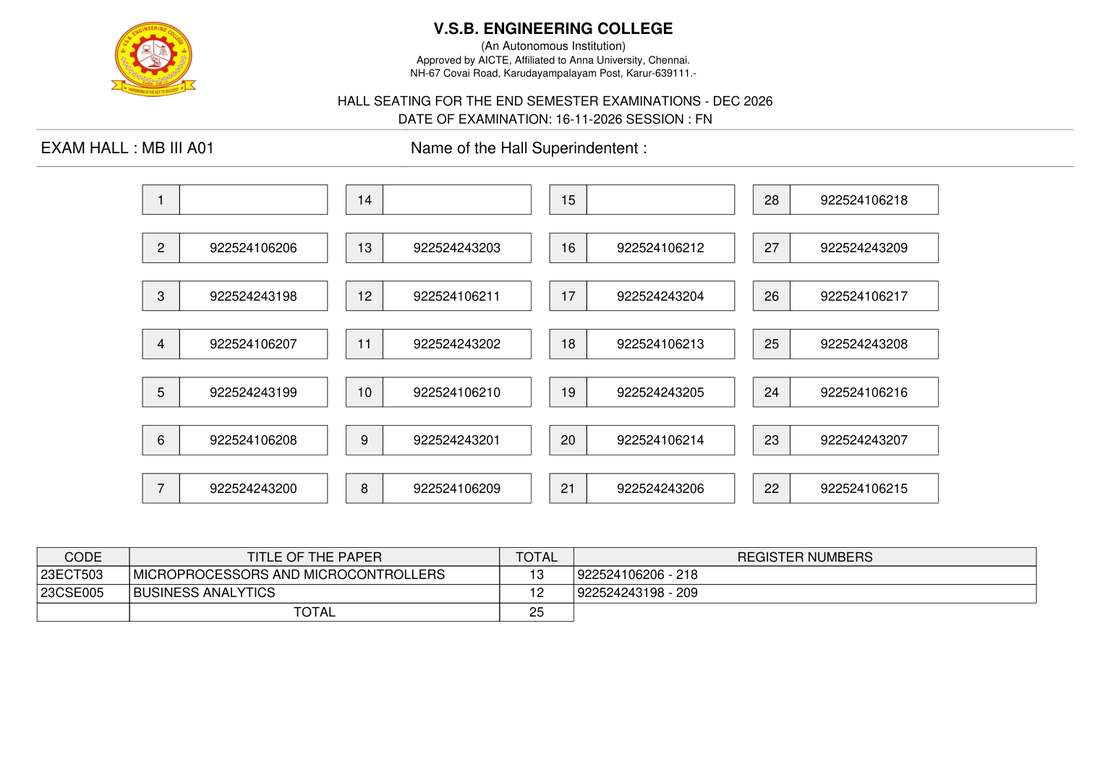 V.S.B. ENGINEERING COLLEGE
(An Autonomous Institution)
Approved by AICTE, Affiliated to Anna University, Chennai.
NH-67 Covai Road, Karudayampalayam Post, Karur-639111.-
HALL SEATING FOR THE END SEMESTER EXAMINATIONS - DEC 2026
DATE OF EXAMINATION: 16-11-2026 SESSION : FN
EXAM HALL : MB III A01 Name of the Hall Superindentent :
1 14 15 28 922524106218
2 922524106206 13 922524243203 16 922524106212 27 922524243209
3 922524243198 12 922524106211 17 922524243204 26 922524106217
4 922524106207 11 922524243202 18 922524106213 25 922524243208
5 922524243199 10 922524106210 19 922524243205 24 922524106216
6 922524106208 9 922524243201 20 922524106214 23 922524243207
7 922524243200 8 922524106209 21 922524243206 22 922524106215
CODE TITLE OF THE PAPER TOTAL REGISTER NUMBERS
23ECT503 MICROPROCESSORS AND MICROCONTROLLERS 13 922524106206 - 218
23CSE005 BUSINESS ANALYTICS 12 922524243198 - 209
TOTAL 25